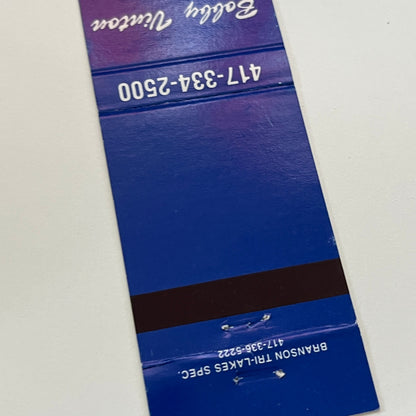 Bobby Vinton
417-334-2500
BRANSON TRI-LAKES SPEC.
417-336-5222